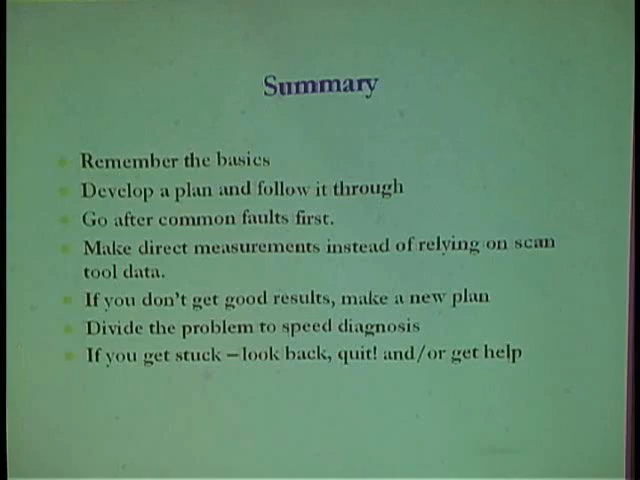 Summary
Remember the basics
Develop a plan and follow it through
Go after common faults first.
Make direct measurements instead of relying on scan
tool data.
If you don't get good results, make a new plan
Divide the problem to speed diagnosis
If you get stuck – look back, quit! and/or get help